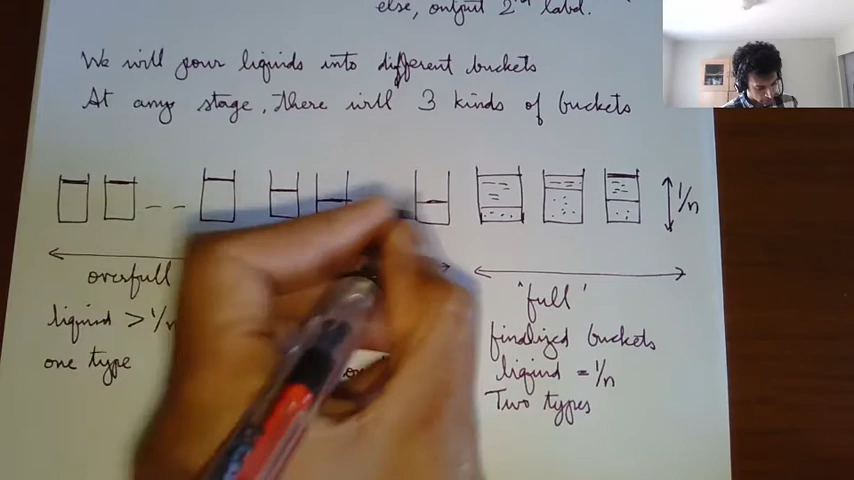 else, output 2nd label.
We will pour liquids into different buckets
At any stage, there will 3 kinds of buckets
1/n
overfull
'full'
liquid > 1/n
finalized buckets
one type
liquid = 1/n
Two types